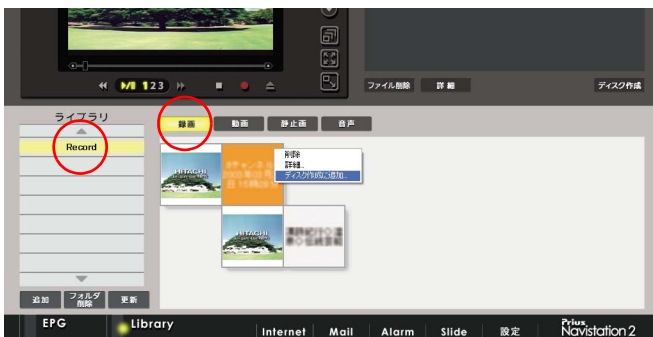 123
ファイル削除 詳細 ディスク作成
ライブラリ
録画 動画 静止画 音声
Record
HITACHI
削除
詳細...
ディスク作成に追加...
HITACHI
追加 フォルダ削除 更新
EPG Library Internet Mail Alarm Slide 設定 Prius Navistation 2